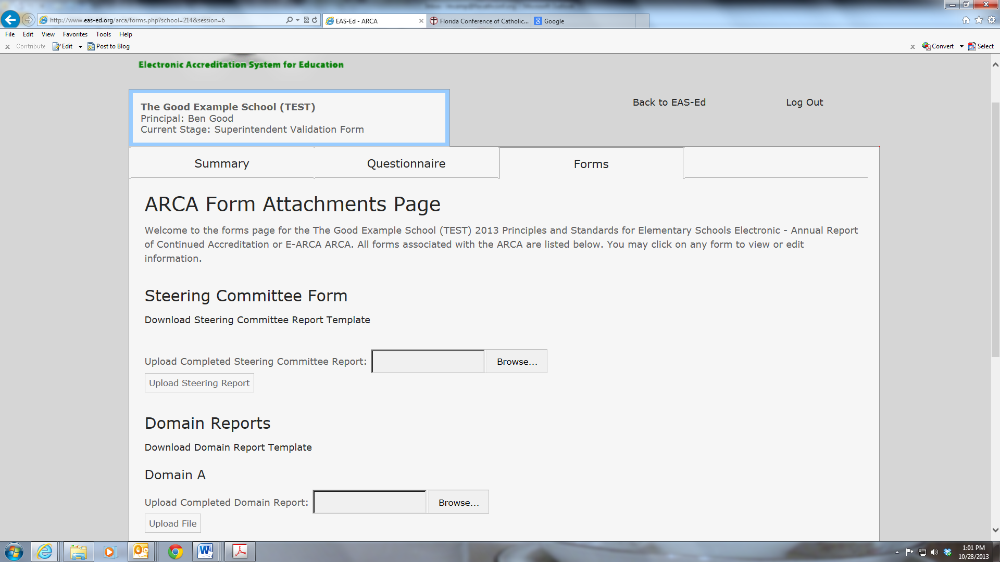 http://www.eas-ed.org/arca/forms.php?school=214&session=6
EAS-Ed - ARCA
Florida Conference of Catholic...
Google
File Edit View Favorites Tools Help
x Contribute Edit Post to Blog
x Convert Select
Electronic Accreditation System for Education
The Good Example School (TEST)
Principal: Ben Good
Current Stage: Superintendent Validation Form
Back to EAS-Ed
Log Out
Summary
Questionnaire
Forms
ARCA Form Attachments Page
Welcome to the forms page for the The Good Example School (TEST) 2013 Principles and Standards for Elementary Schools Electronic - Annual Report
of Continued Accreditation or E-ARCA ARCA. All forms associated with the ARCA are listed below. You may click on any form to view or edit
information.
Steering Committee Form
Download Steering Committee Report Template
Upload Completed Steering Committee Report: Browse...
Upload Steering Report
Domain Reports
Download Domain Report Template
Domain A
Upload Completed Domain Report: Browse...
Upload File
1:01 PM
10/28/2013